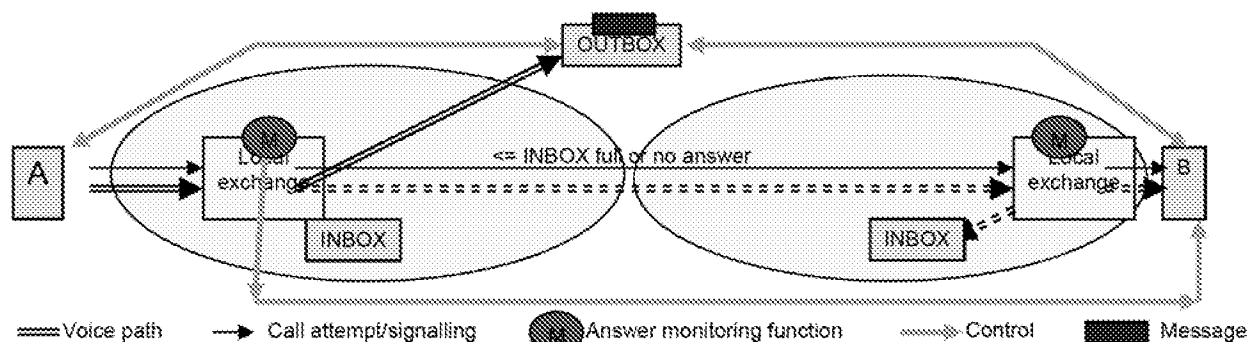 OUTBOX
M
M
A
Local
exchange
<= INBOX full or no answer
Local
exchange
B
INBOX
INBOX
Voice path
Call attempt/signalling
M
Answer monitoring function
Control
Message